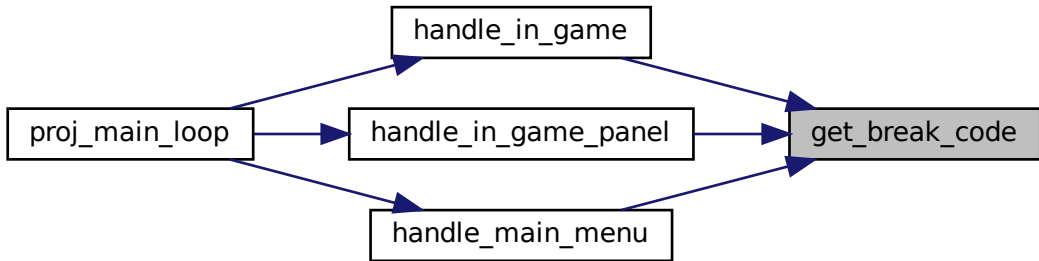 handle_in_game
proj_main_loop
handle_in_game_panel
get_break_code
handle_main_menu